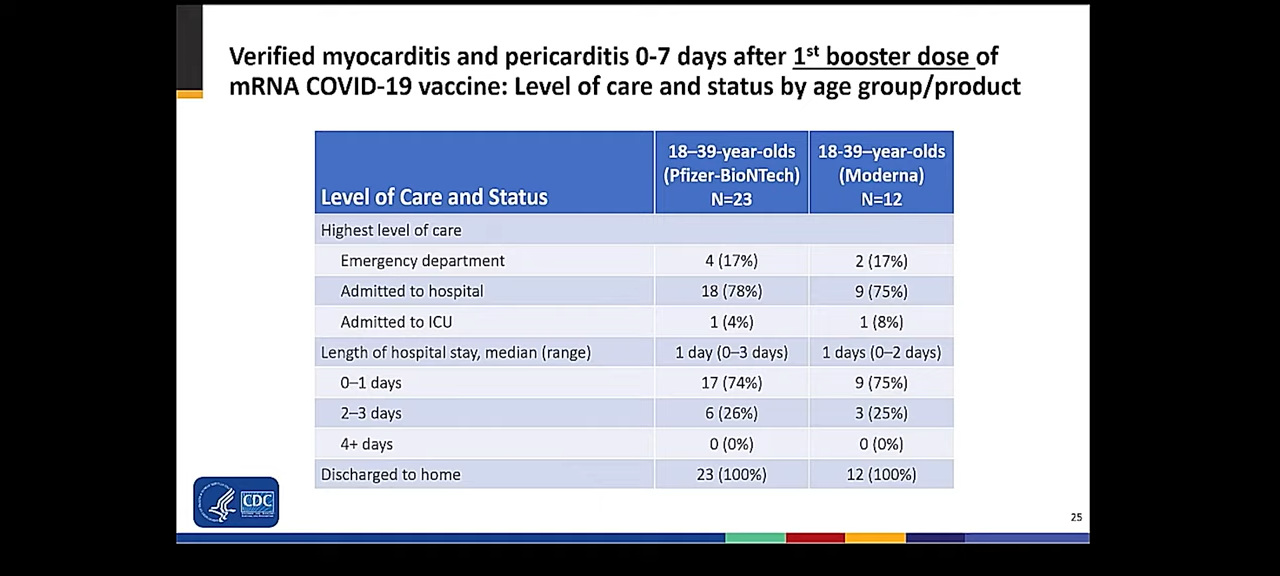 Verified myocarditis and pericarditis 0-7 days after 1st booster dose of
mRNA COVID-19 vaccine: Level of care and status by age group/product
Level of Care and Status
18–39-year-olds
(Pfizer-BioNTech)
N=23
18-39–year-olds
(Moderna)
N=12
Highest level of care
Emergency department 4 (17%) 2 (17%)
Admitted to hospital 18 (78%) 9 (75%)
Admitted to ICU 1 (4%) 1 (8%)
Length of hospital stay, median (range) 1 day (0–3 days) 1 days (0–2 days)
0–1 days 17 (74%) 9 (75%)
2–3 days 6 (26%) 3 (25%)
4+ days 0 (0%) 0 (0%)
Discharged to home 23 (100%) 12 (100%)
CDC
25